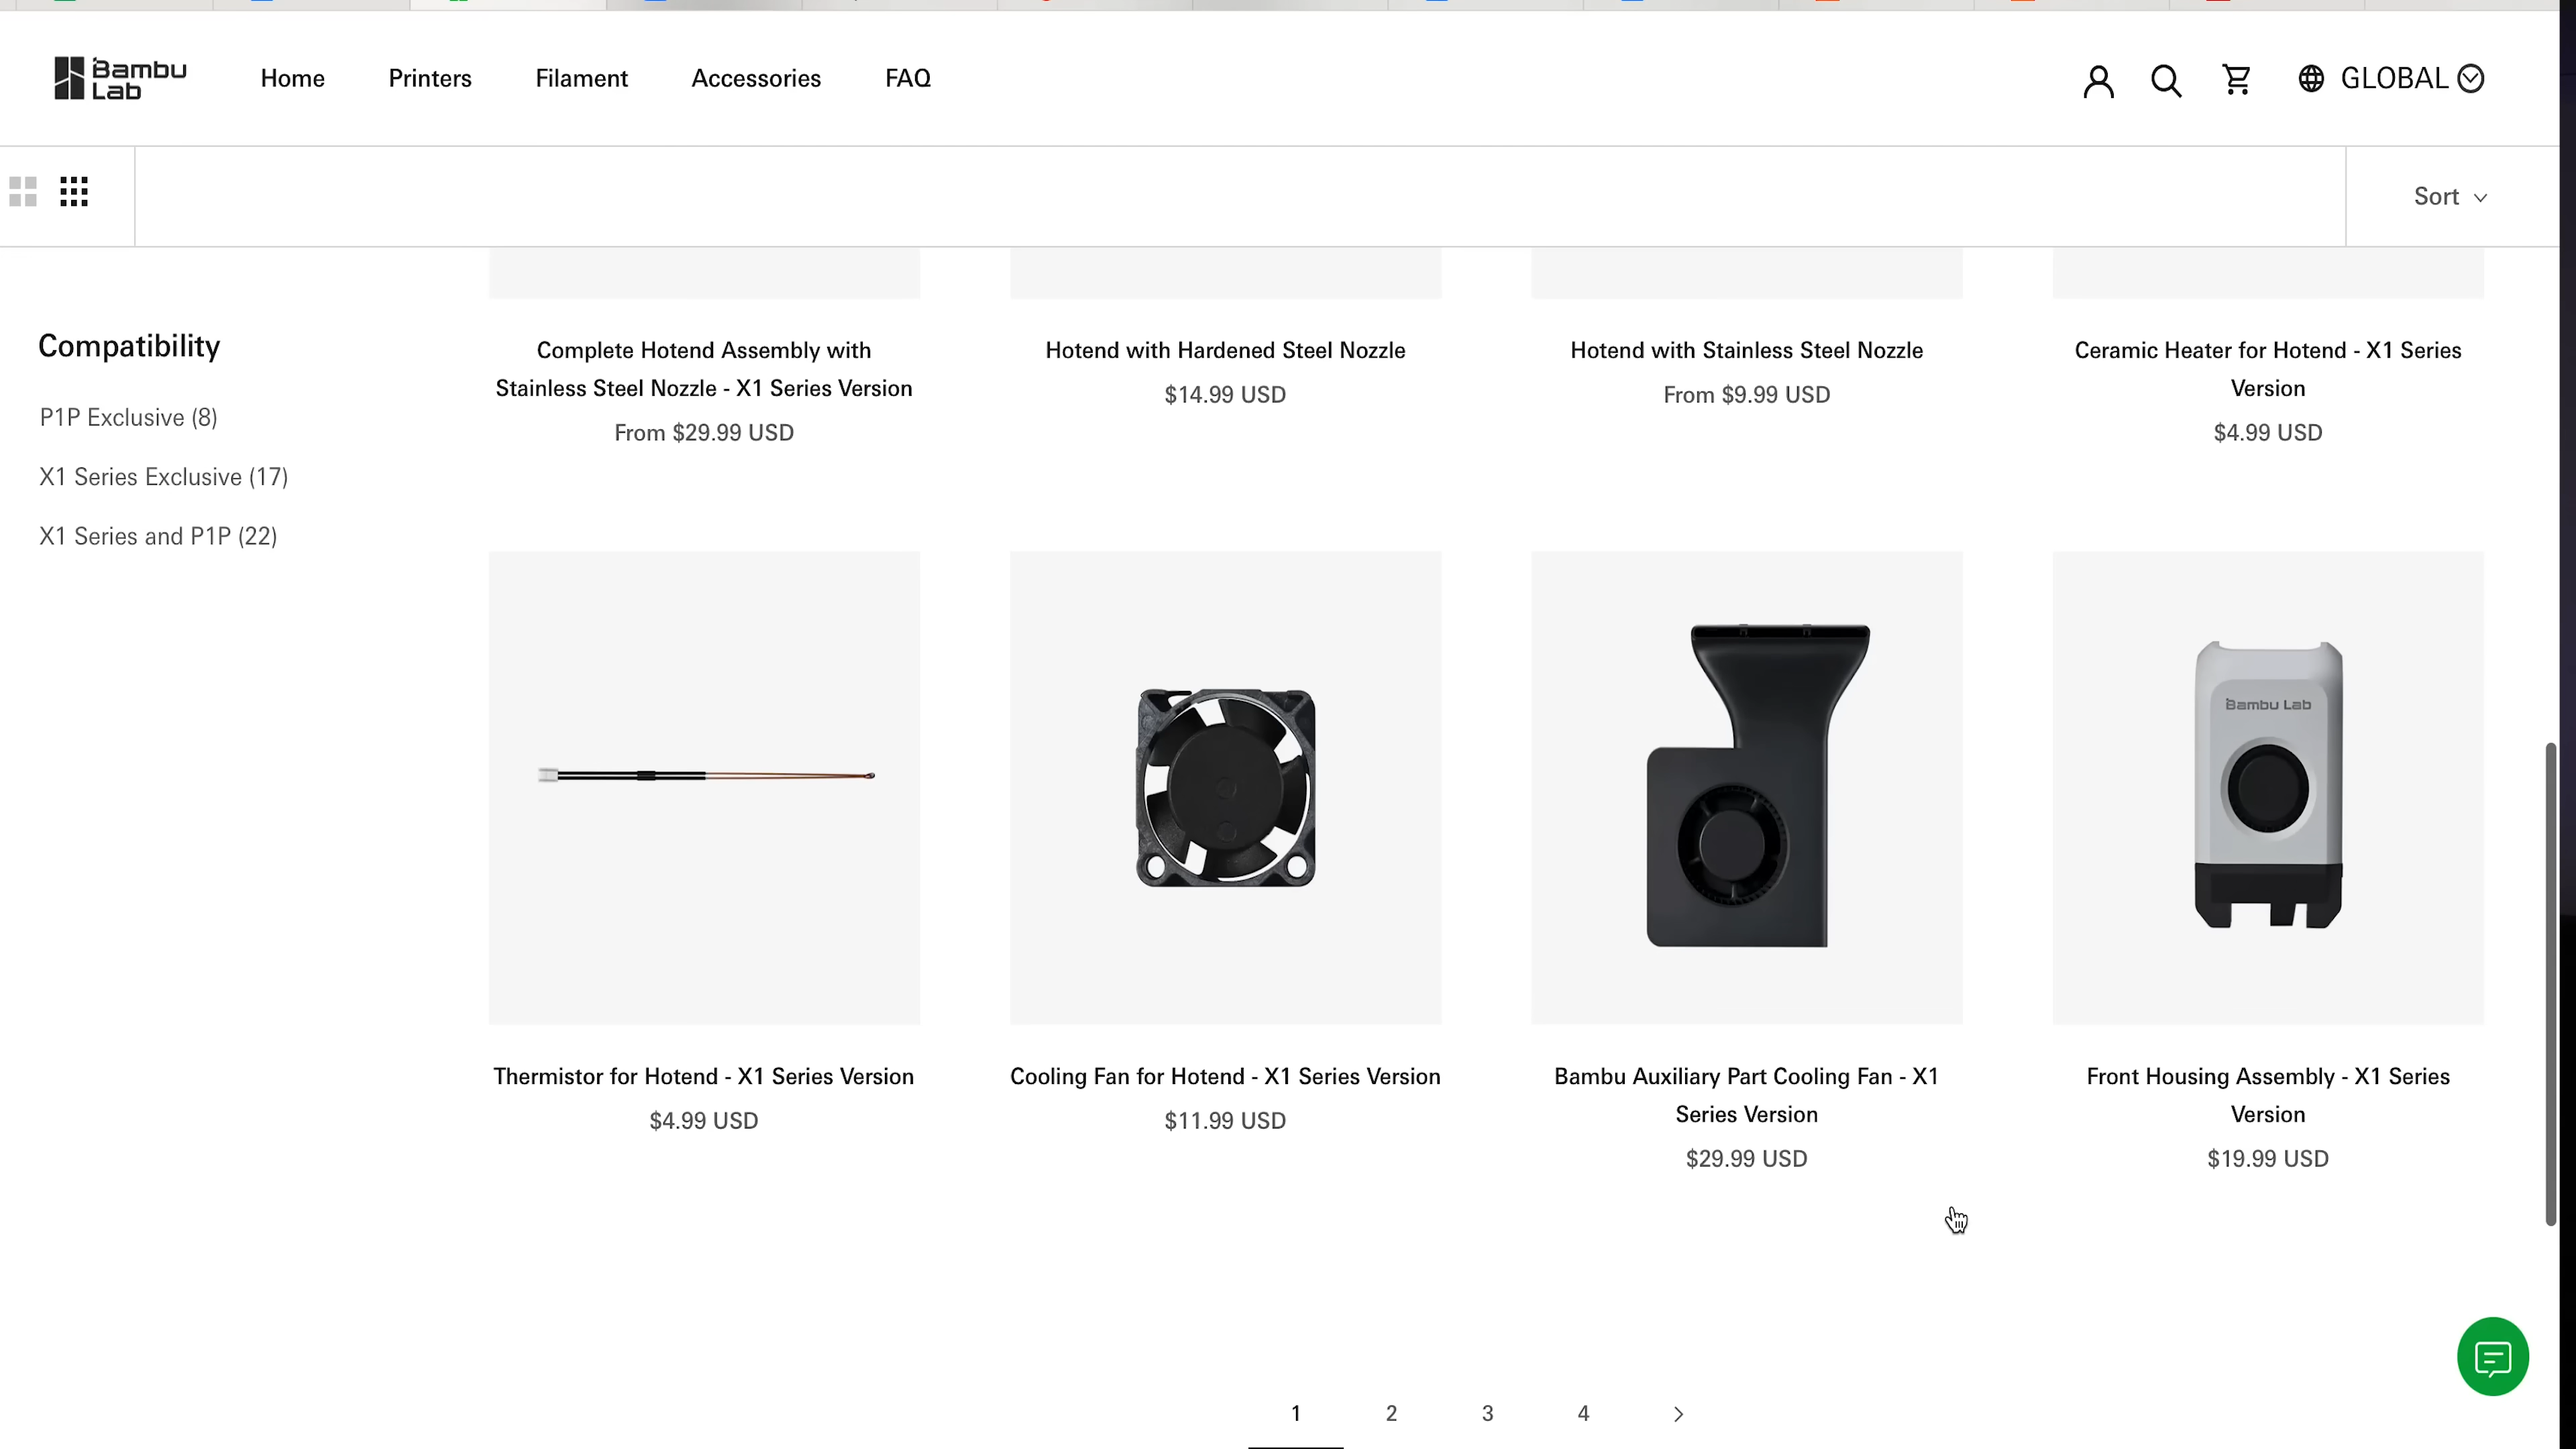 Bambu
Lab
Home
Printers
Filament
Accessories
FAQ
GLOBAL
Sort
Compatibility
P1P Exclusive (8)
X1 Series Exclusive (17)
X1 Series and P1P (22)
Complete Hotend Assembly with
Stainless Steel Nozzle - X1 Series Version
From $29.99 USD
Hotend with Hardened Steel Nozzle
$14.99 USD
Hotend with Stainless Steel Nozzle
From $9.99 USD
Ceramic Heater for Hotend - X1 Series
Version
$4.99 USD
Bambu Lab
Thermistor for Hotend - X1 Series Version
$4.99 USD
Cooling Fan for Hotend - X1 Series Version
$11.99 USD
Bambu Auxiliary Part Cooling Fan - X1
Series Version
$29.99 USD
Front Housing Assembly - X1 Series
Version
$19.99 USD
1 2 3 4